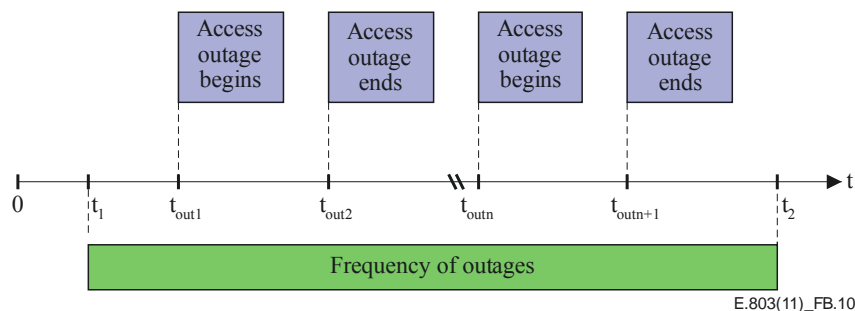 Access
outage
begins
Access
outage
ends
Access
outage
begins
Access
outage
ends
t
0
t1
tout1
tout2
toutn
toutn+1
t2
Frequency of outages
E.803(11)_FB.10